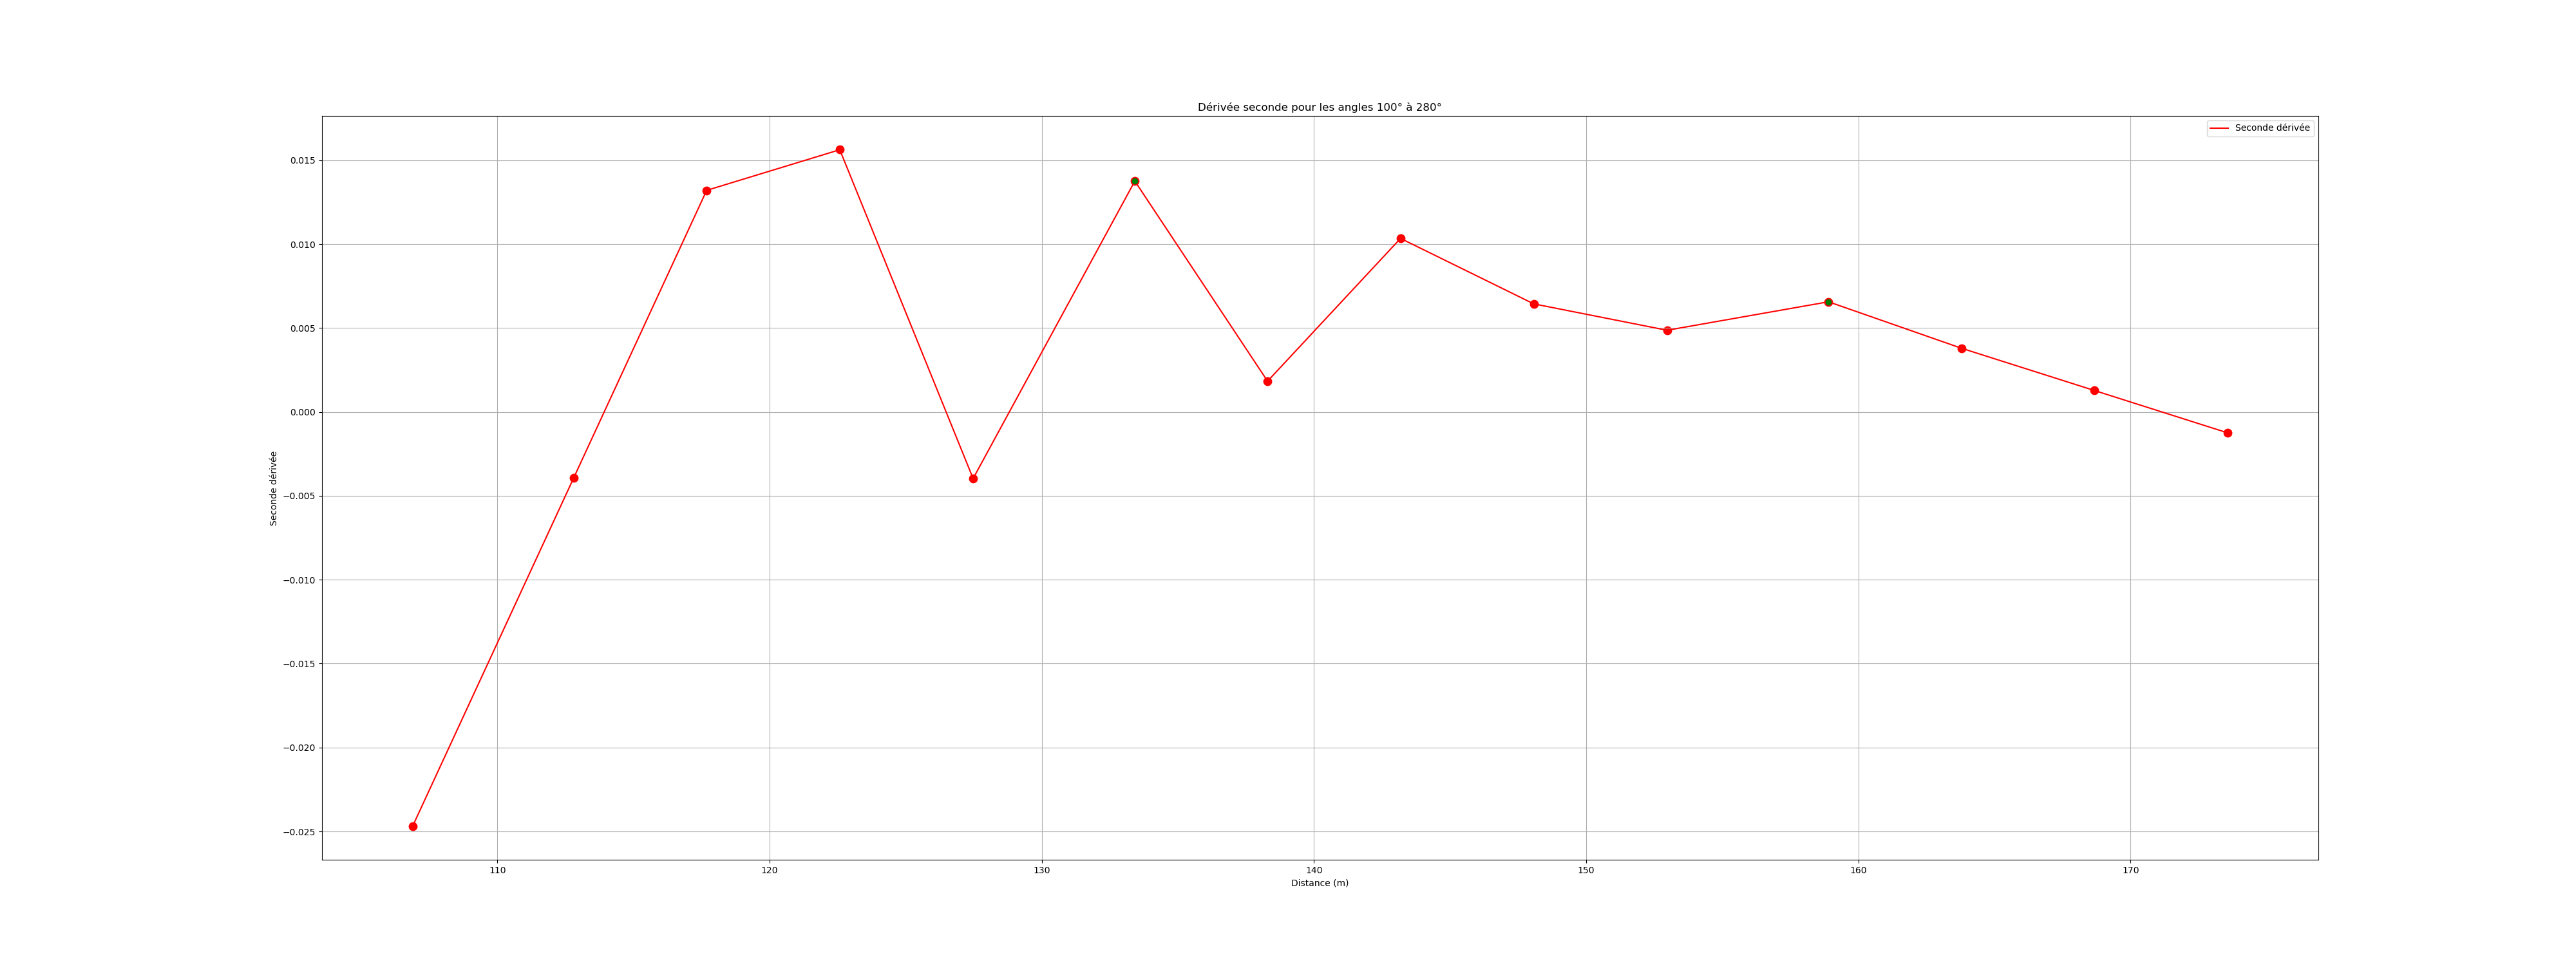 Dérivée seconde pour les angles 100° à 280°
Seconde dérivée
0.015
0.010
0.005
0.000
−0.005
−0.010
−0.015
−0.020
−0.025
Seconde dérivée
110 120 130 140 150 160 170
Distance (m)